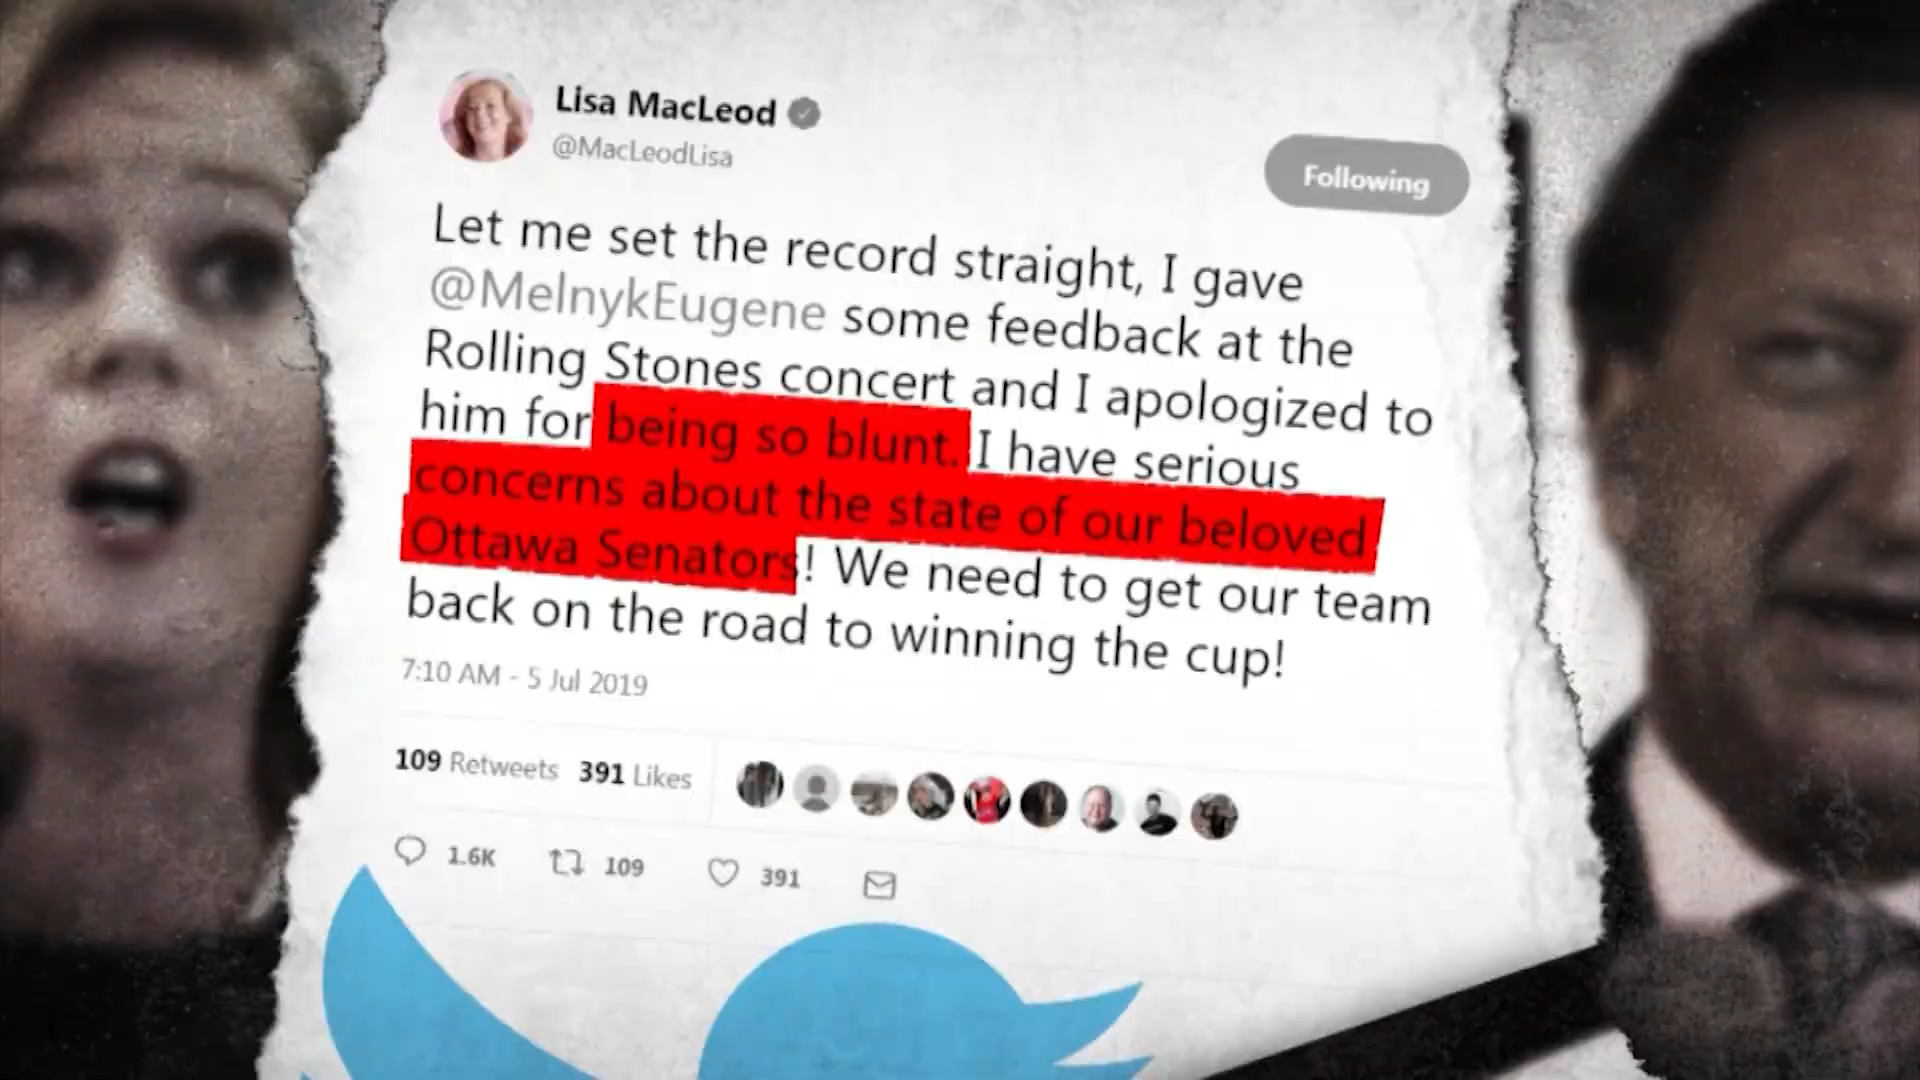 Lisa MacLeod
@MacLeodLisa
Following
Let me set the record straight, I gave
@MelnykEugene some feedback at the
Rolling Stones concert and I apologized to
him for being so blunt. I have serious
concerns about the state of our beloved
Ottawa Senators! We need to get our team
back on the road to winning the cup!
7:10 AM - 5 Jul 2019
109 Retweets 391 Likes
1.6K 109 391